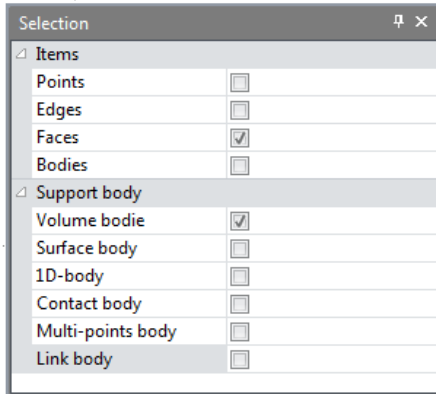 Selection
Items
Points
Edges
Faces
Bodies
Support body
Volume bodie
Surface body
1D-body
Contact body
Multi-points body
Link body